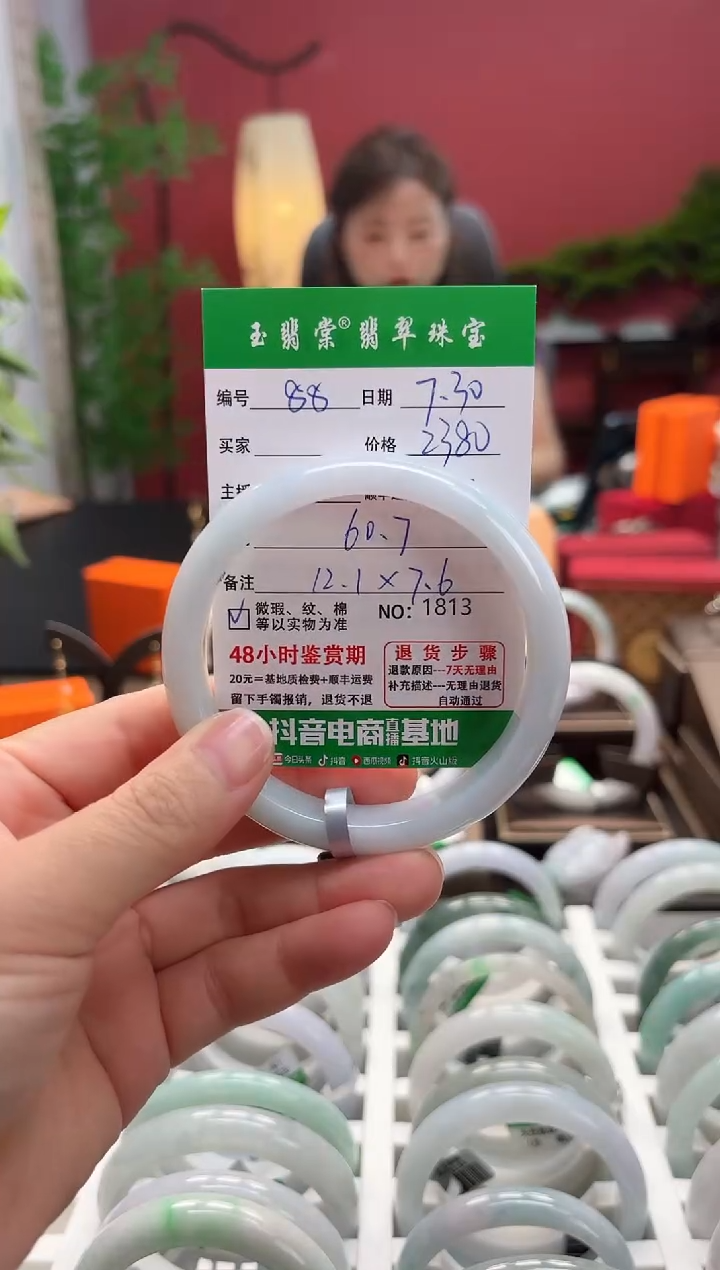 玉翡棠®翡翠珠宝
编号 88 日期 7.30
买家 价格 2380
主播
60.7
备注 12.1×7.6
微瑕、纹、棉
等以实物为准
NO: 1813
48小时鉴赏期
20元=基地质检费+顺丰运费
留下手镯报销，退货不退
退货步骤
退款原因---7天无理由
补充描述---无理由退货
自动通过
抖音电商直播基地
今日头条 抖音 西瓜视频 抖音火山版